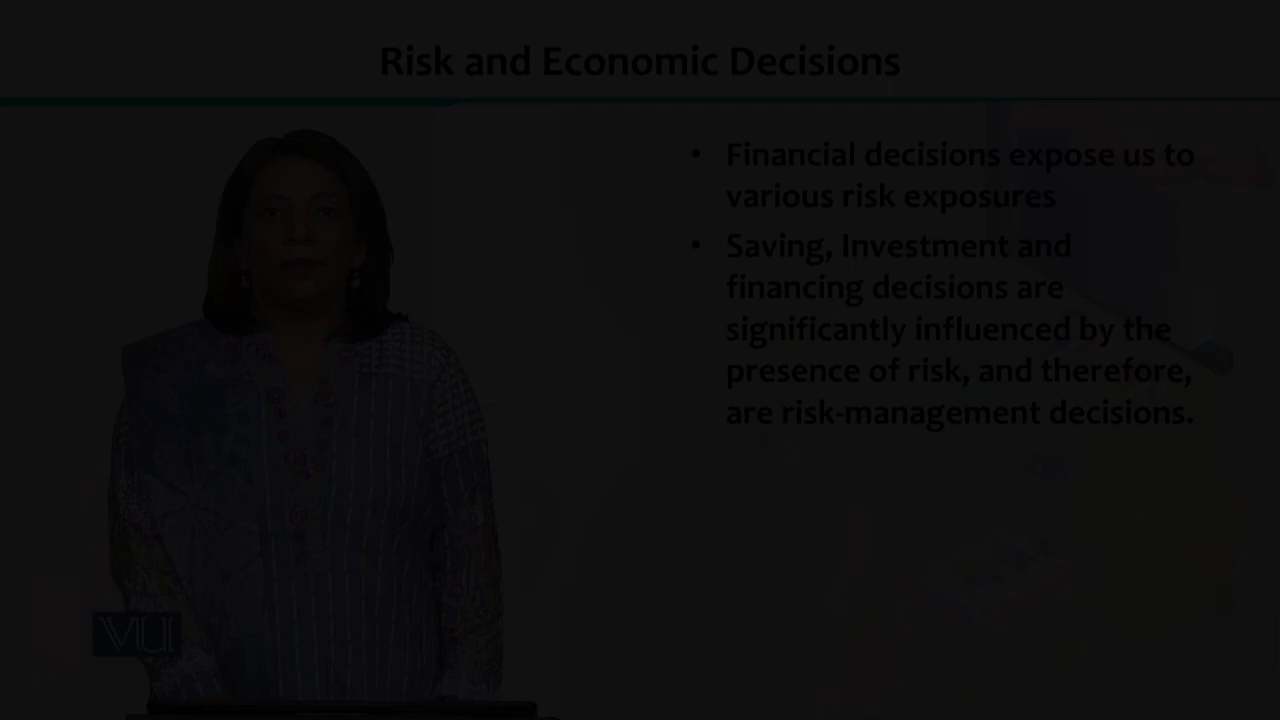 Risk and Economic Decisions
• Financial decisions expose us to
various risk exposures
• Saving, Investment and
financing decisions are
significantly influenced by the
presence of risk, and therefore,
are risk-management decisions.
VU